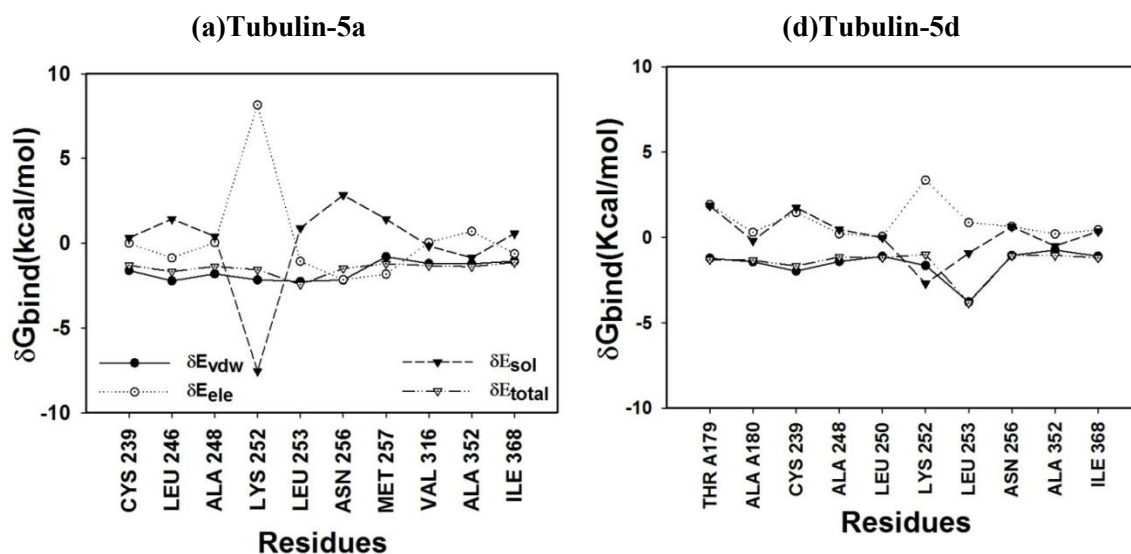 (a)Tubulin-5a
δGbind(kcal/mol)
10
5
0
-5
-10
δEvdw
δEsol
δEele
δEtotal
CYS 239
LEU 246
ALA 248
LYS 252
LEU 253
ASN 256
MET 257
VAL 316
ALA 352
ILE 368
Residues
(d)Tubulin-5d
δGbind(Kcal/mol)
10
5
0
-5
-10
THR A179
ALA A180
CYS 239
ALA 248
LEU 250
LYS 252
LEU 253
ASN 256
ALA 352
ILE 368
Residues